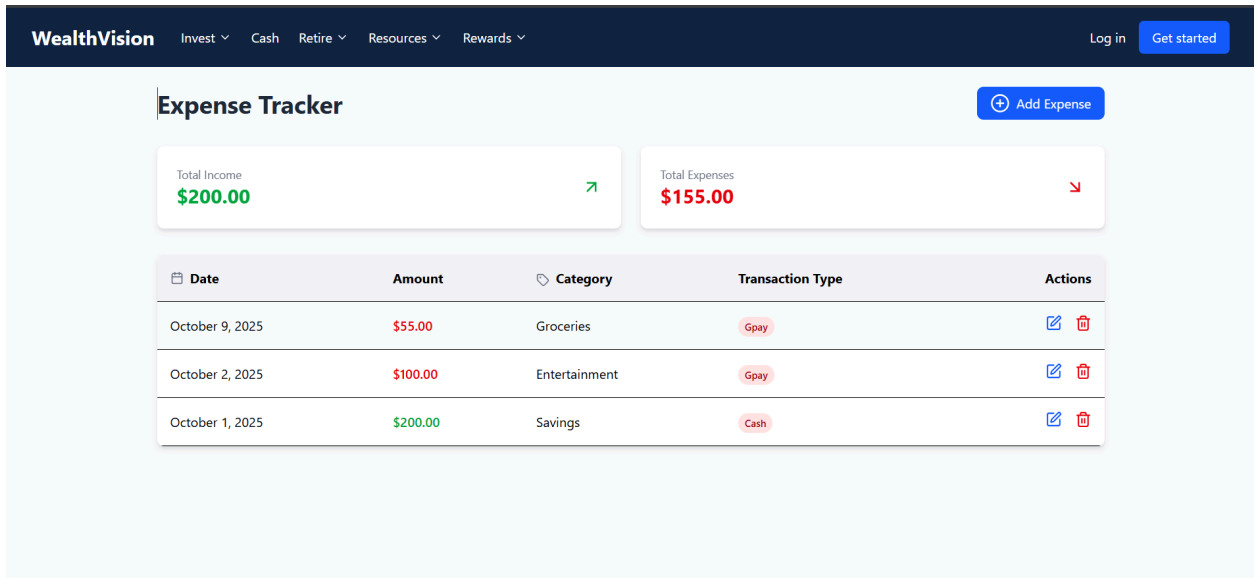 WealthVision Invest Cash Retire Resources Rewards Log in Get started
Expense Tracker Add Expense
Total Income Total Expenses
$200.00 $155.00
Date Amount Category Transaction Type Actions
October 9, 2025 $55.00 Groceries Gpay
October 2, 2025 $100.00 Entertainment Gpay
October 1, 2025 $200.00 Savings Cash